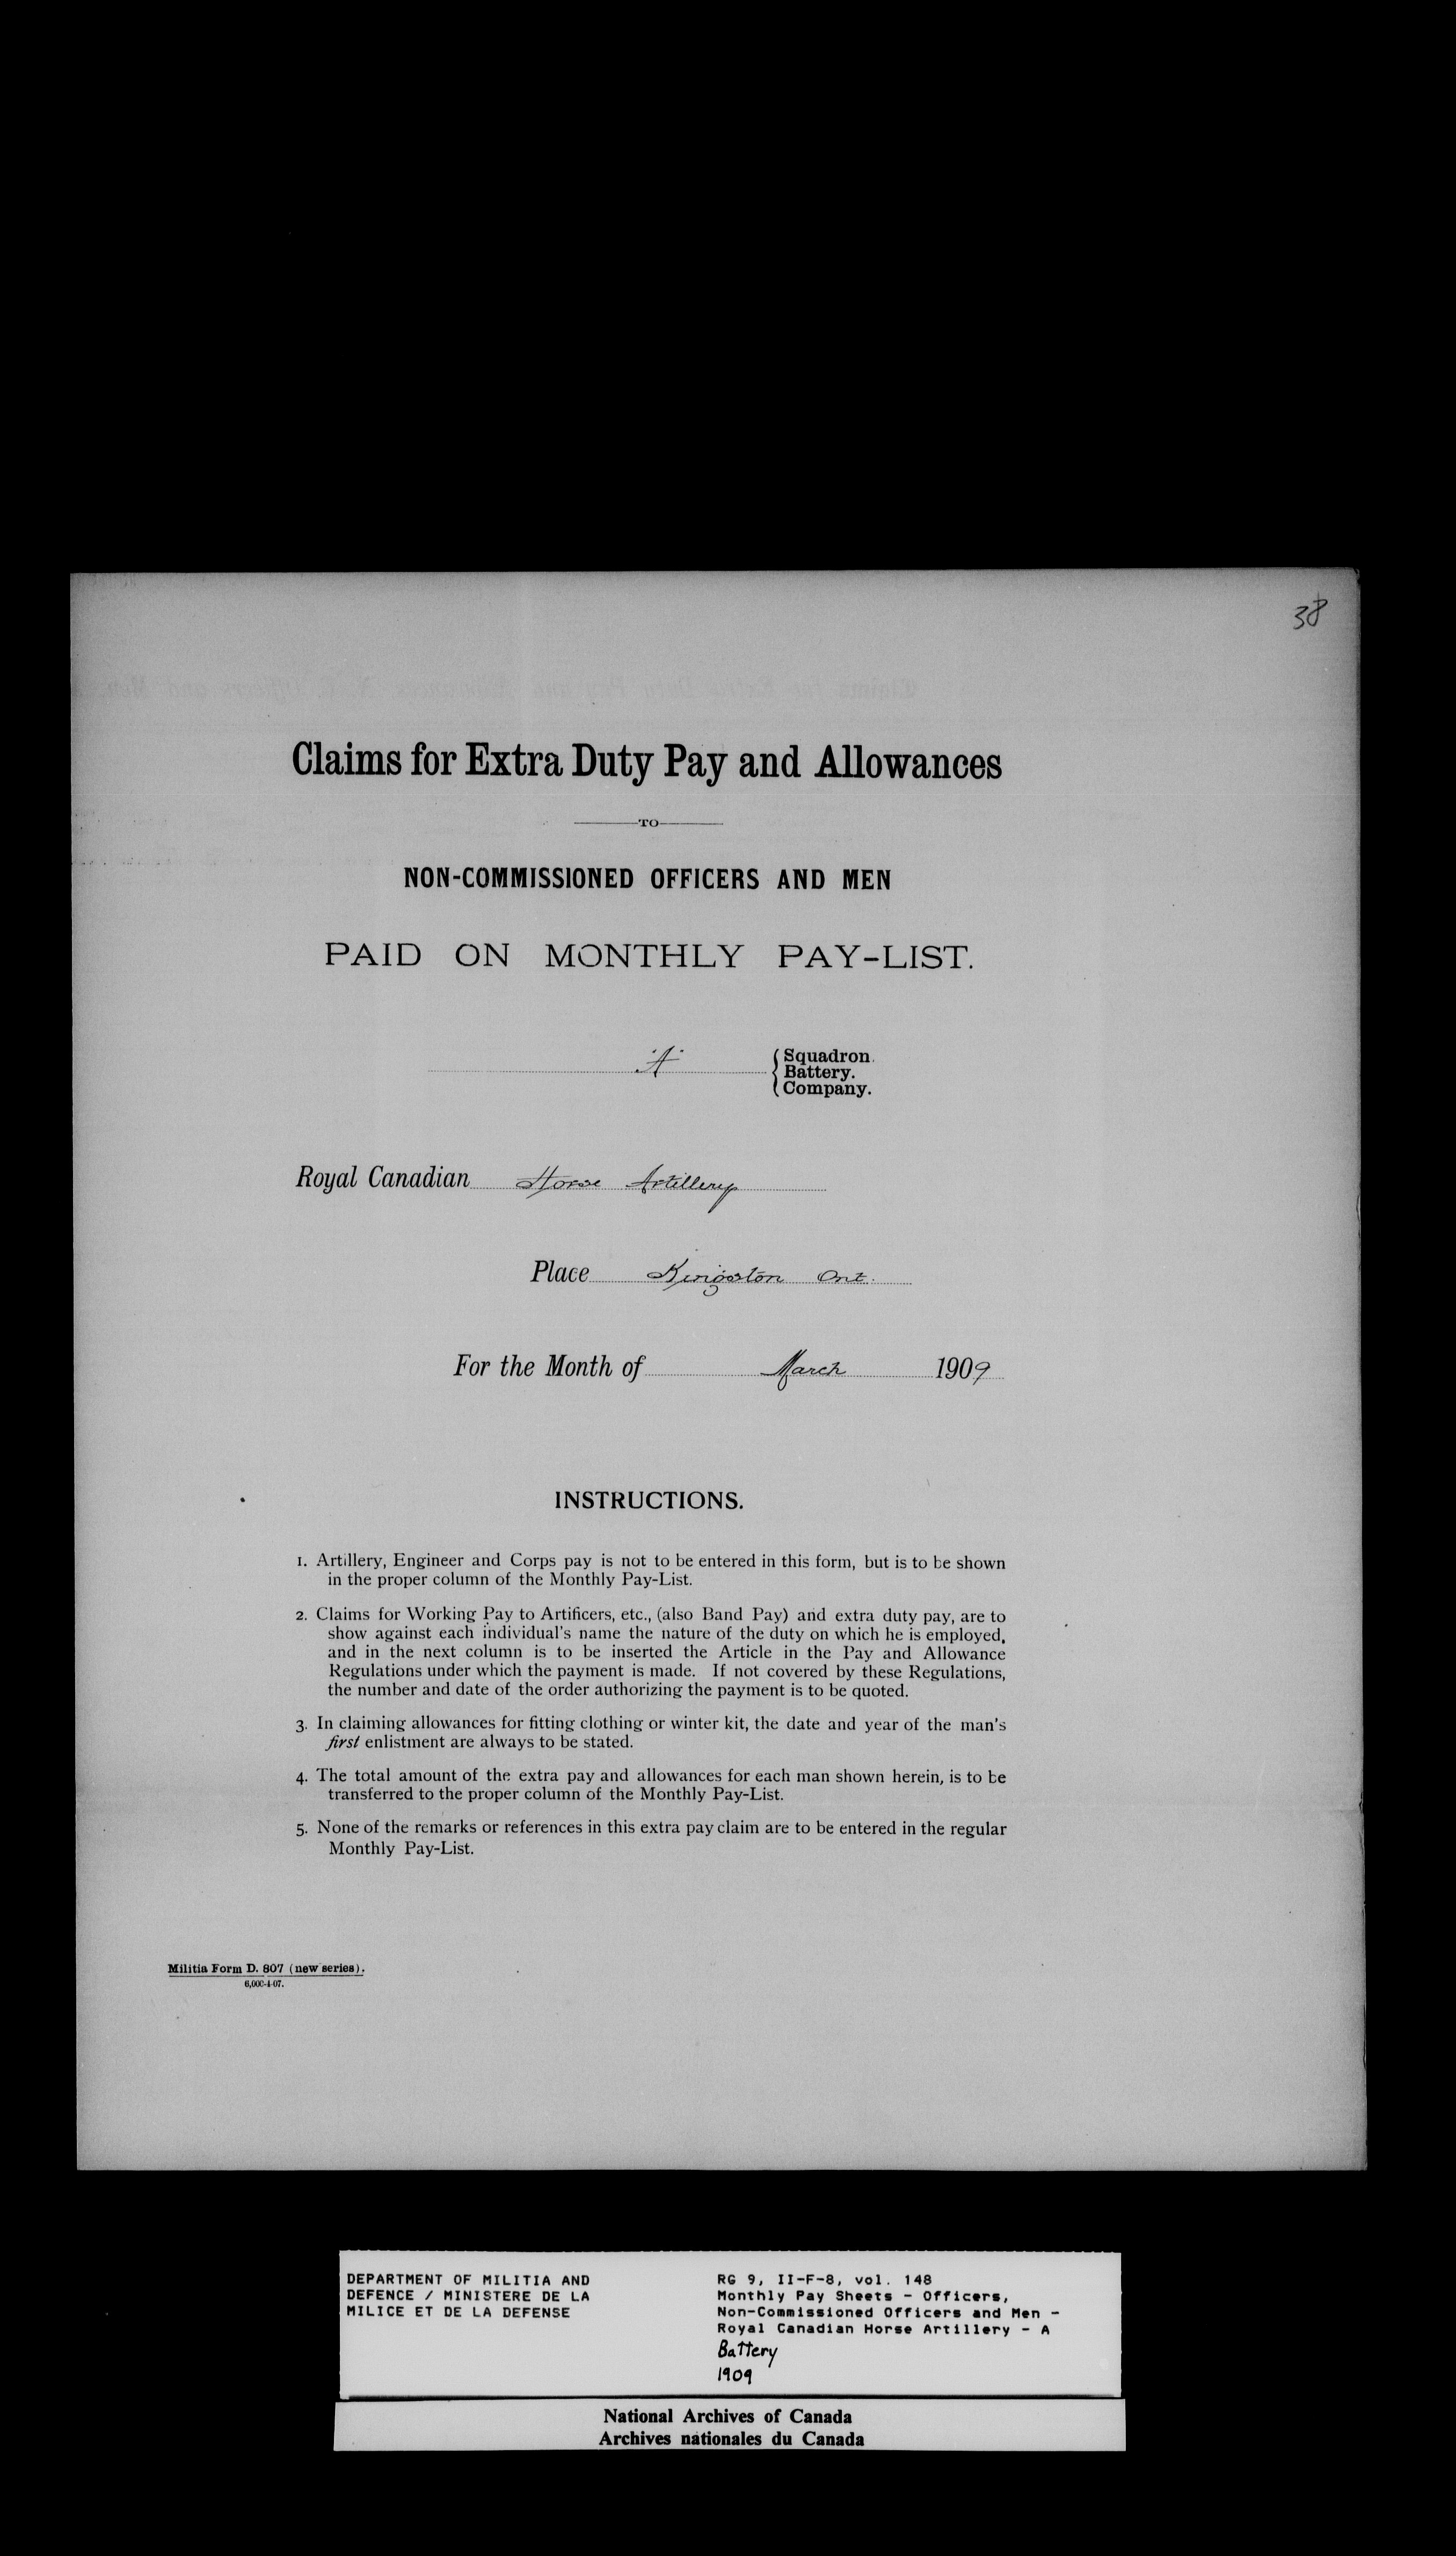 38
Claims for Extra Duty Pay and Allowances
TO
NON-COMMISSIONED OFFICERS AND MEN
PAID ON MONTHLY PAY-LIST.
"A" { Squadron.
Battery.
Company.
Royal Canadian Horse Artillery
Place Kingston Ont.
For the Month of March 1909
INSTRUCTIONS.
1. Artillery, Engineer and Corps pay is not to be entered in this form, but is to be shown
in the proper column of the Monthly Pay-List.
2. Claims for Working Pay to Artificers, etc., (also Band Pay) and extra duty pay, are to
show against each individual's name the nature of the duty on which he is employed,
and in the next column is to be inserted the Article in the Pay and Allowance
Regulations under which the payment is made. If not covered by these Regulations,
the number and date of the order authorizing the payment is to be quoted.
3. In claiming allowances for fitting clothing or winter kit, the date and year of the man's
first enlistment are always to be stated.
4. The total amount of the extra pay and allowances for each man shown herein, is to be
transferred to the proper column of the Monthly Pay-List.
5. None of the remarks or references in this extra pay claim are to be entered in the regular
Monthly Pay-List.
Militia Form D. 807 (new series).
6,000-4-07.
DEPARTMENT OF MILITIA AND
DEFENCE / MINISTERE DE LA
MILICE ET DE LA DEFENSE
RG 9, II-F-8, vol. 148
Monthly Pay Sheets - Officers,
Non-Commissioned Officers and Men -
Royal Canadian Horse Artillery - A
Battery
1909
National Archives of Canada
Archives nationales du Canada